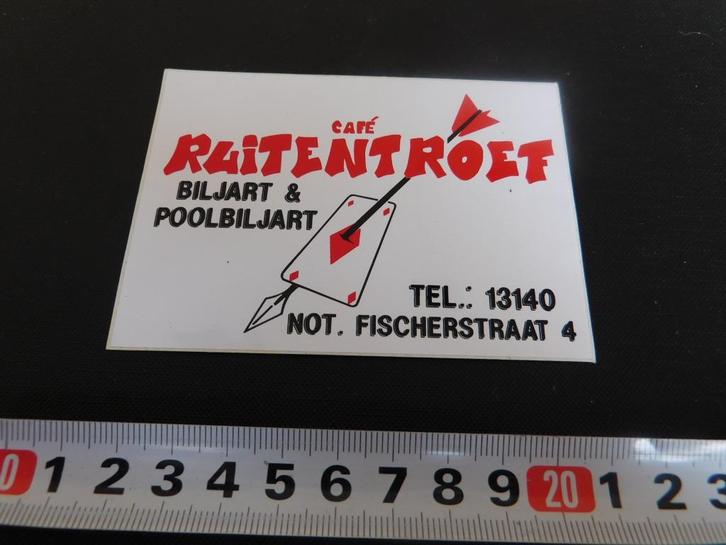 CAFÉ
RUITENTROEF
BILJART &
POOLBILJART
TEL.: 13140
NOT. FISCHERSTRAAT 4
0 1 2 3 4 5 6 7 8 9 20 1 2 3